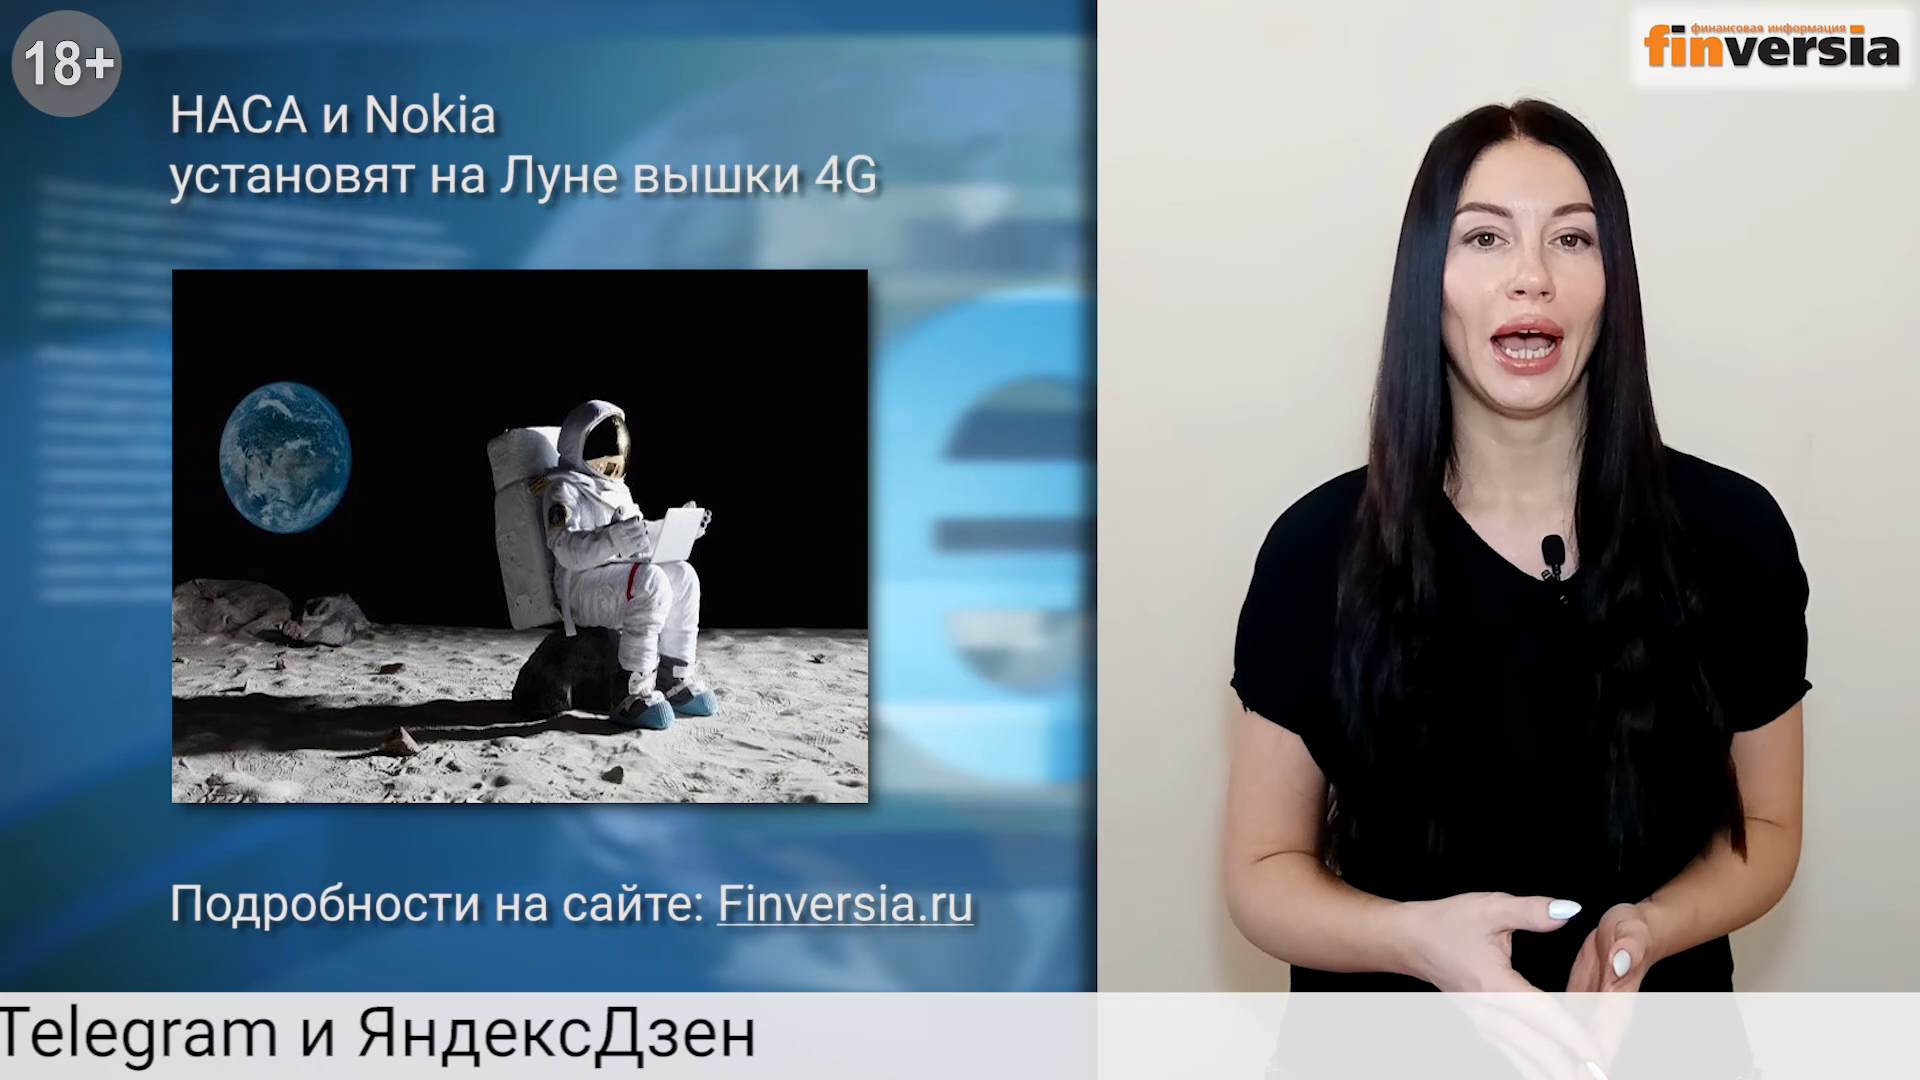 18+
финансовая информация
finversia
НАСА и Nokia
установят на Луне вышки 4G
Подробности на сайте: Finversia.ru
Telegram и ЯндексДзен